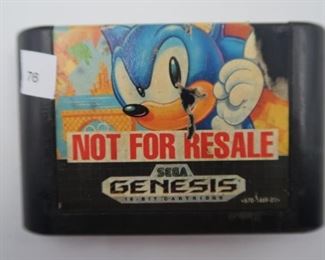 76
NOT FOR RESALE
SEGA
GENESIS
16-BIT CARTRIDGE